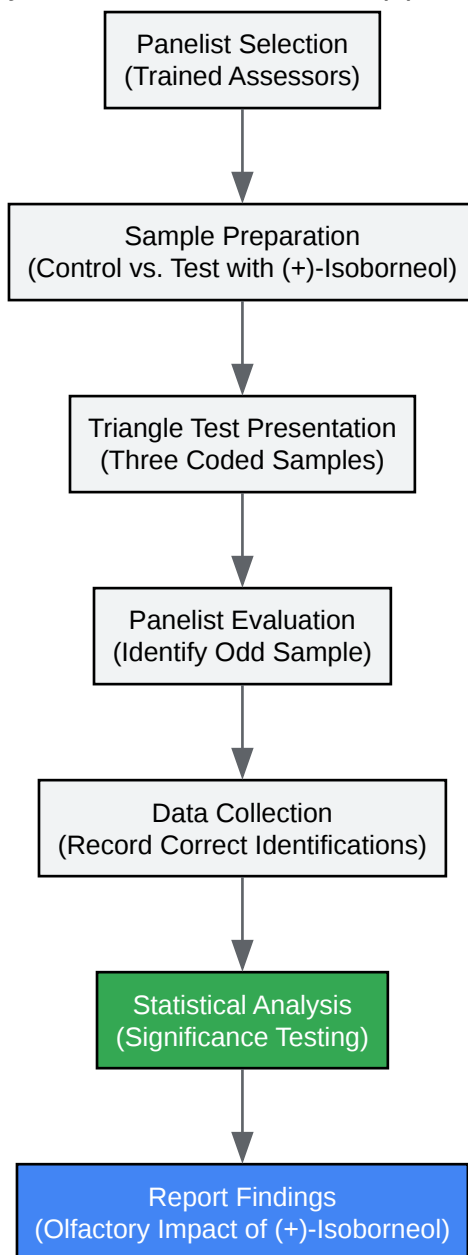 Panelist Selection
(Trained Assessors)
Sample Preparation
(Control vs. Test with (+)-Isoborneol)
Triangle Test Presentation
(Three Coded Samples)
Panelist Evaluation
(Identify Odd Sample)
Data Collection
(Record Correct Identifications)
Statistical Analysis
(Significance Testing)
Report Findings
(Olfactory Impact of (+)-Isoborneol)